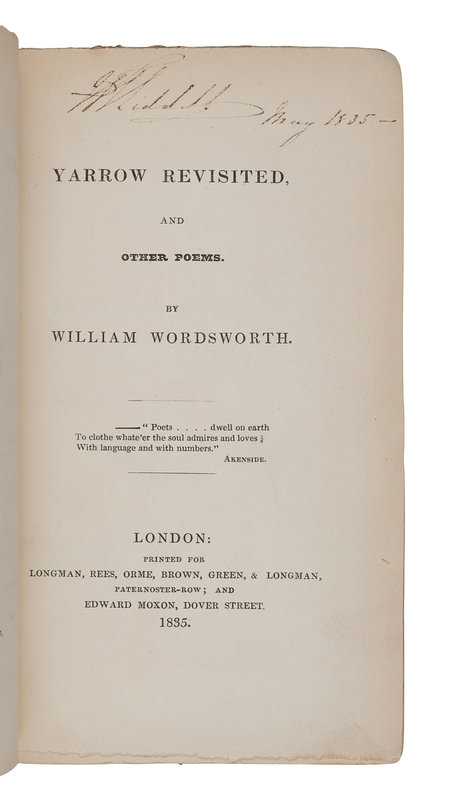 May 1835 —
YARROW REVISITED,
AND
OTHER POEMS.
BY
WILLIAM WORDSWORTH.
——“ Poets . . . . dwell on earth
To clothe whate'er the soul admires and loves
With language and with numbers.”
AKENSIDE.
LONDON:
PRINTED FOR
LONGMAN, REES, ORME, BROWN, GREEN, & LONGMAN,
PATERNOSTER-ROW; AND
EDWARD MOXON, DOVER STREET.
1835.